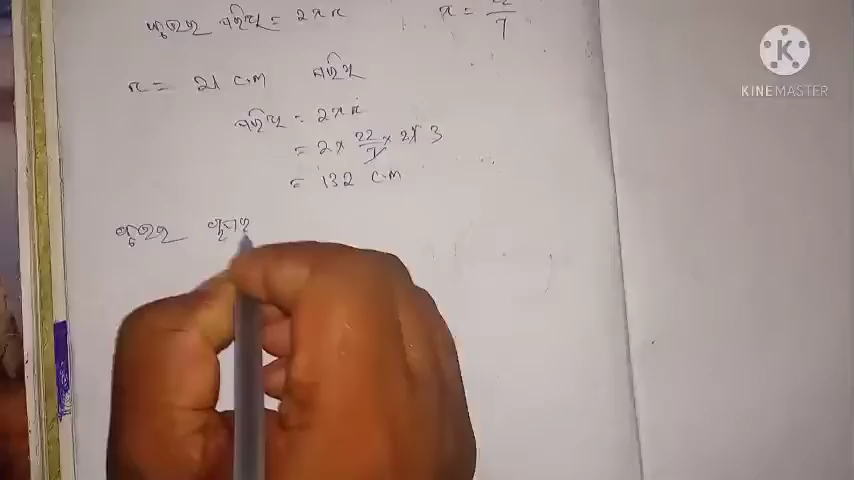 ବୃତ୍ତର ପରିଧି = 2πr π = 22/7
r = 21 cm ପରିଧି
ପରିଧି = 2πr
= 2 × 22/7 × 21 3
= 132 cm
ବୃତ୍ତର
KINEMASTER